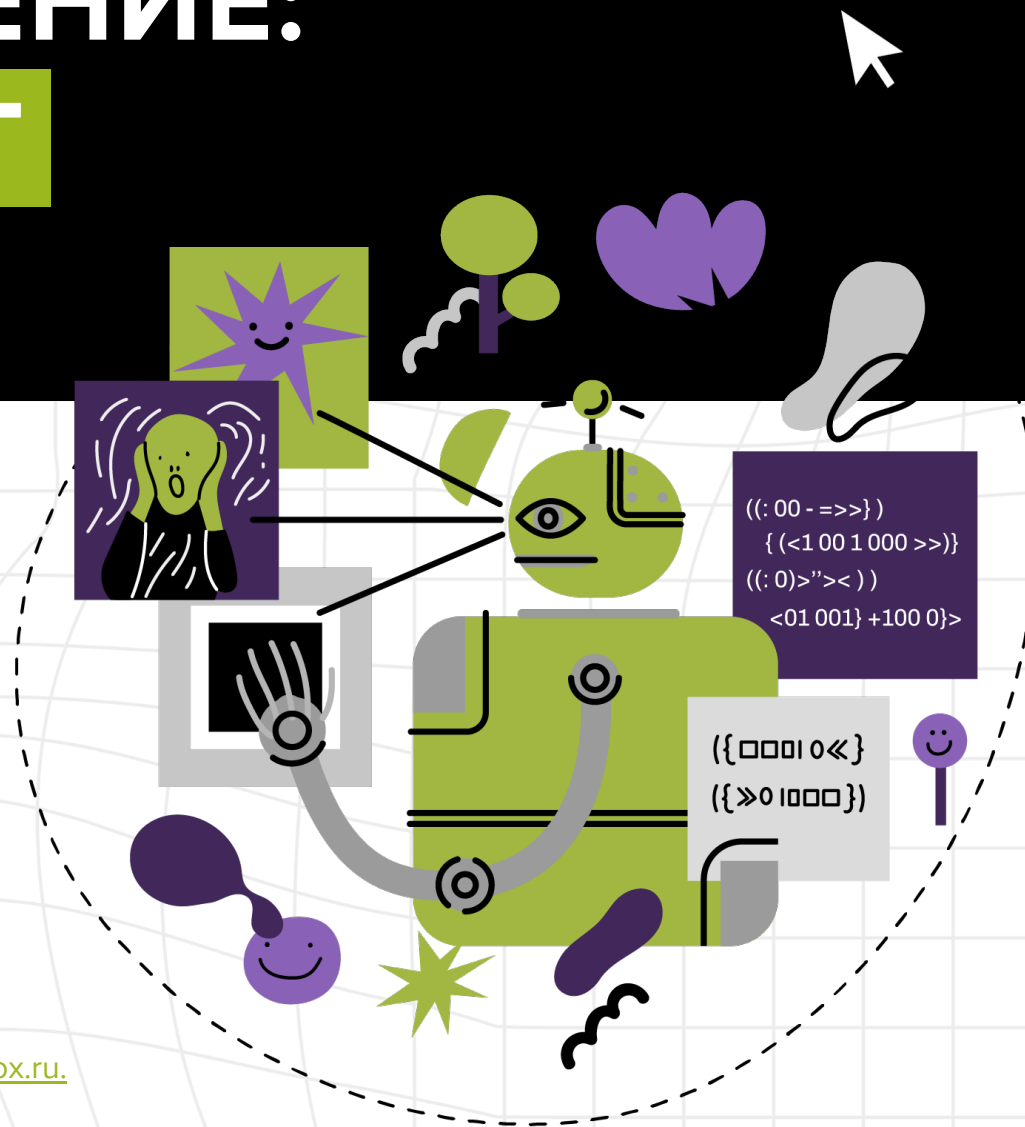 ЕНИЕ:
((: 00 - =>>} )
{ (<1 00 1 000 >>)}
((: 0)>”>< ) )
<01 001} +100 0}>
({□□□I 0≪}
({≫0 I□□□})
ox.ru.